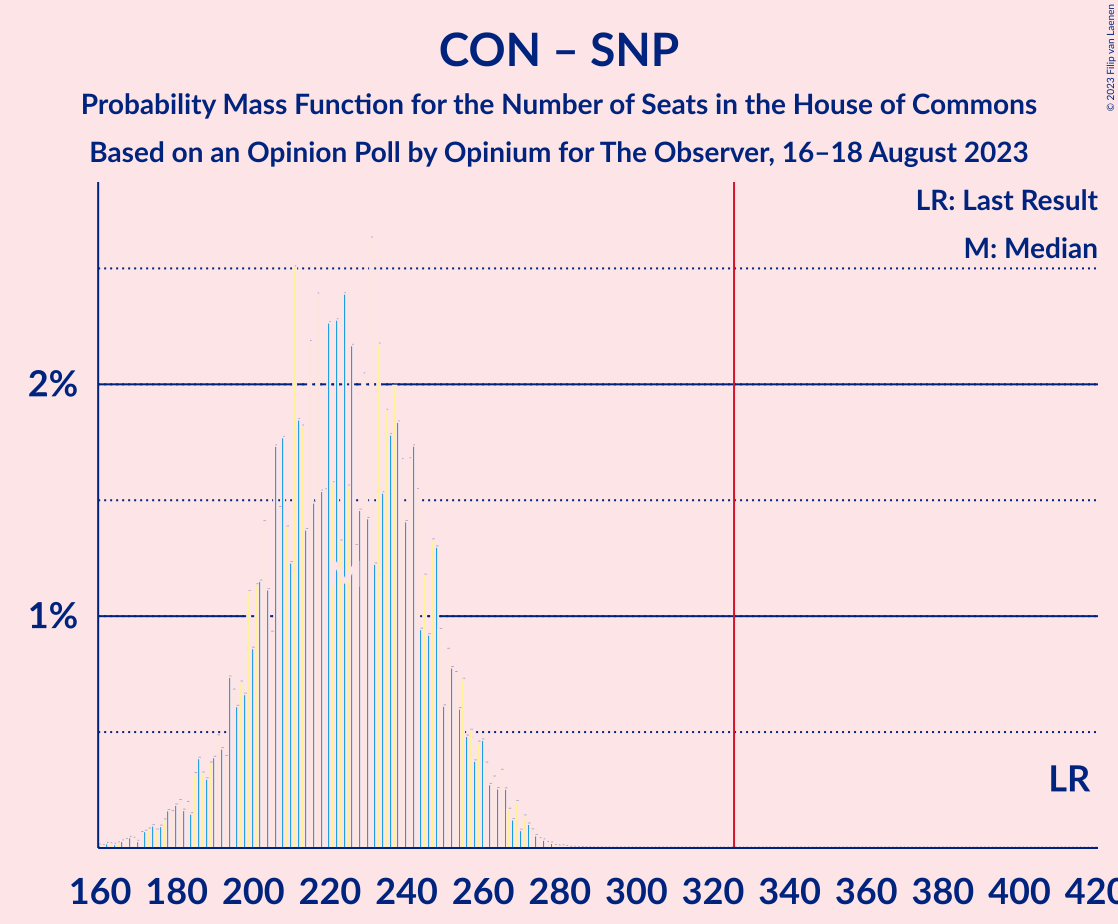 CON – SNP
Probability Mass Function for the Number of Seats in the House of Commons
Based on an Opinion Poll by Opinium for The Observer, 16–18 August 2023
© 2023 Filip van Laenen
LR: Last Result
M: Median
2%
1%
LR
160 180 200 220 240 260 280 300 320 340 360 380 400 420